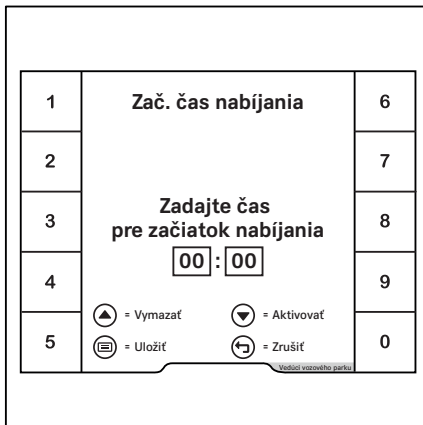 1
Zač. čas nabíjania
6
2
7
3
Zadajte čas
8
pre začiatok nabíjania
00 : 00
4
9
= Vymazať
= Aktivovať
5
= Uložiť
= Zrušiť
0
Vedúci vozového parku